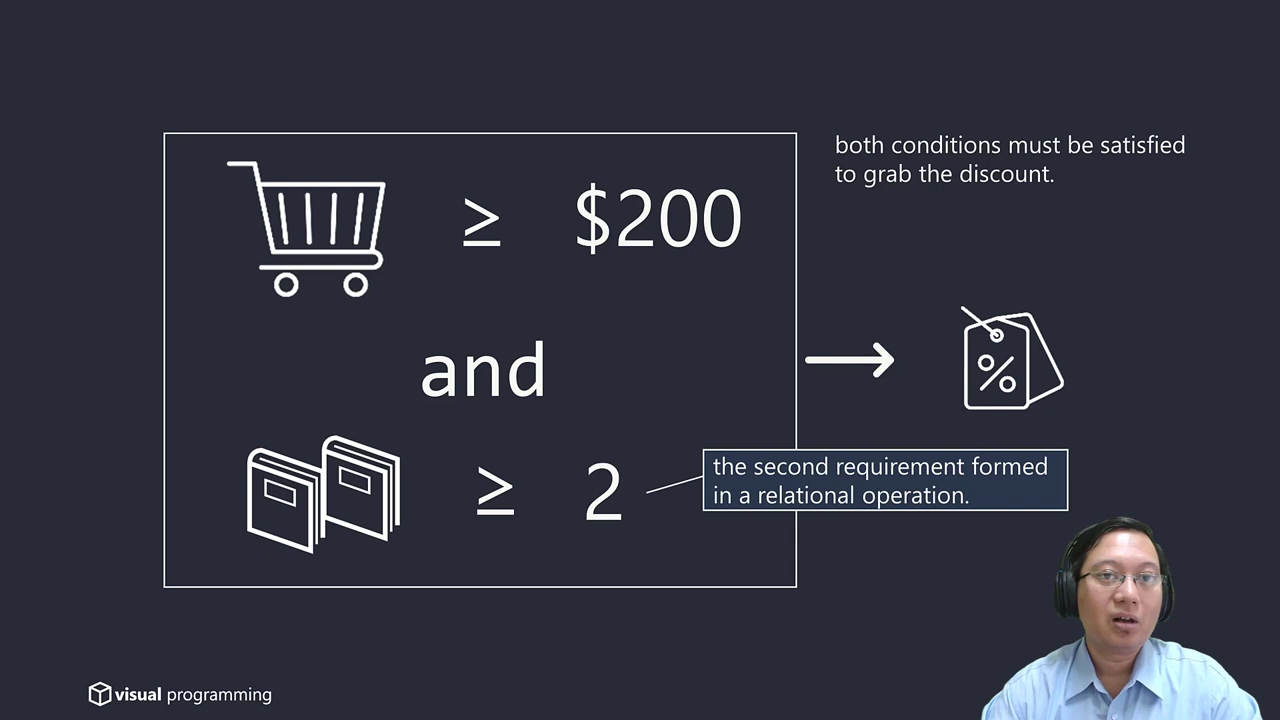 both conditions must be satisfied
to grab the discount.
≥ $200
and
≥ 2
the second requirement formed
in a relational operation.
%
visual programming